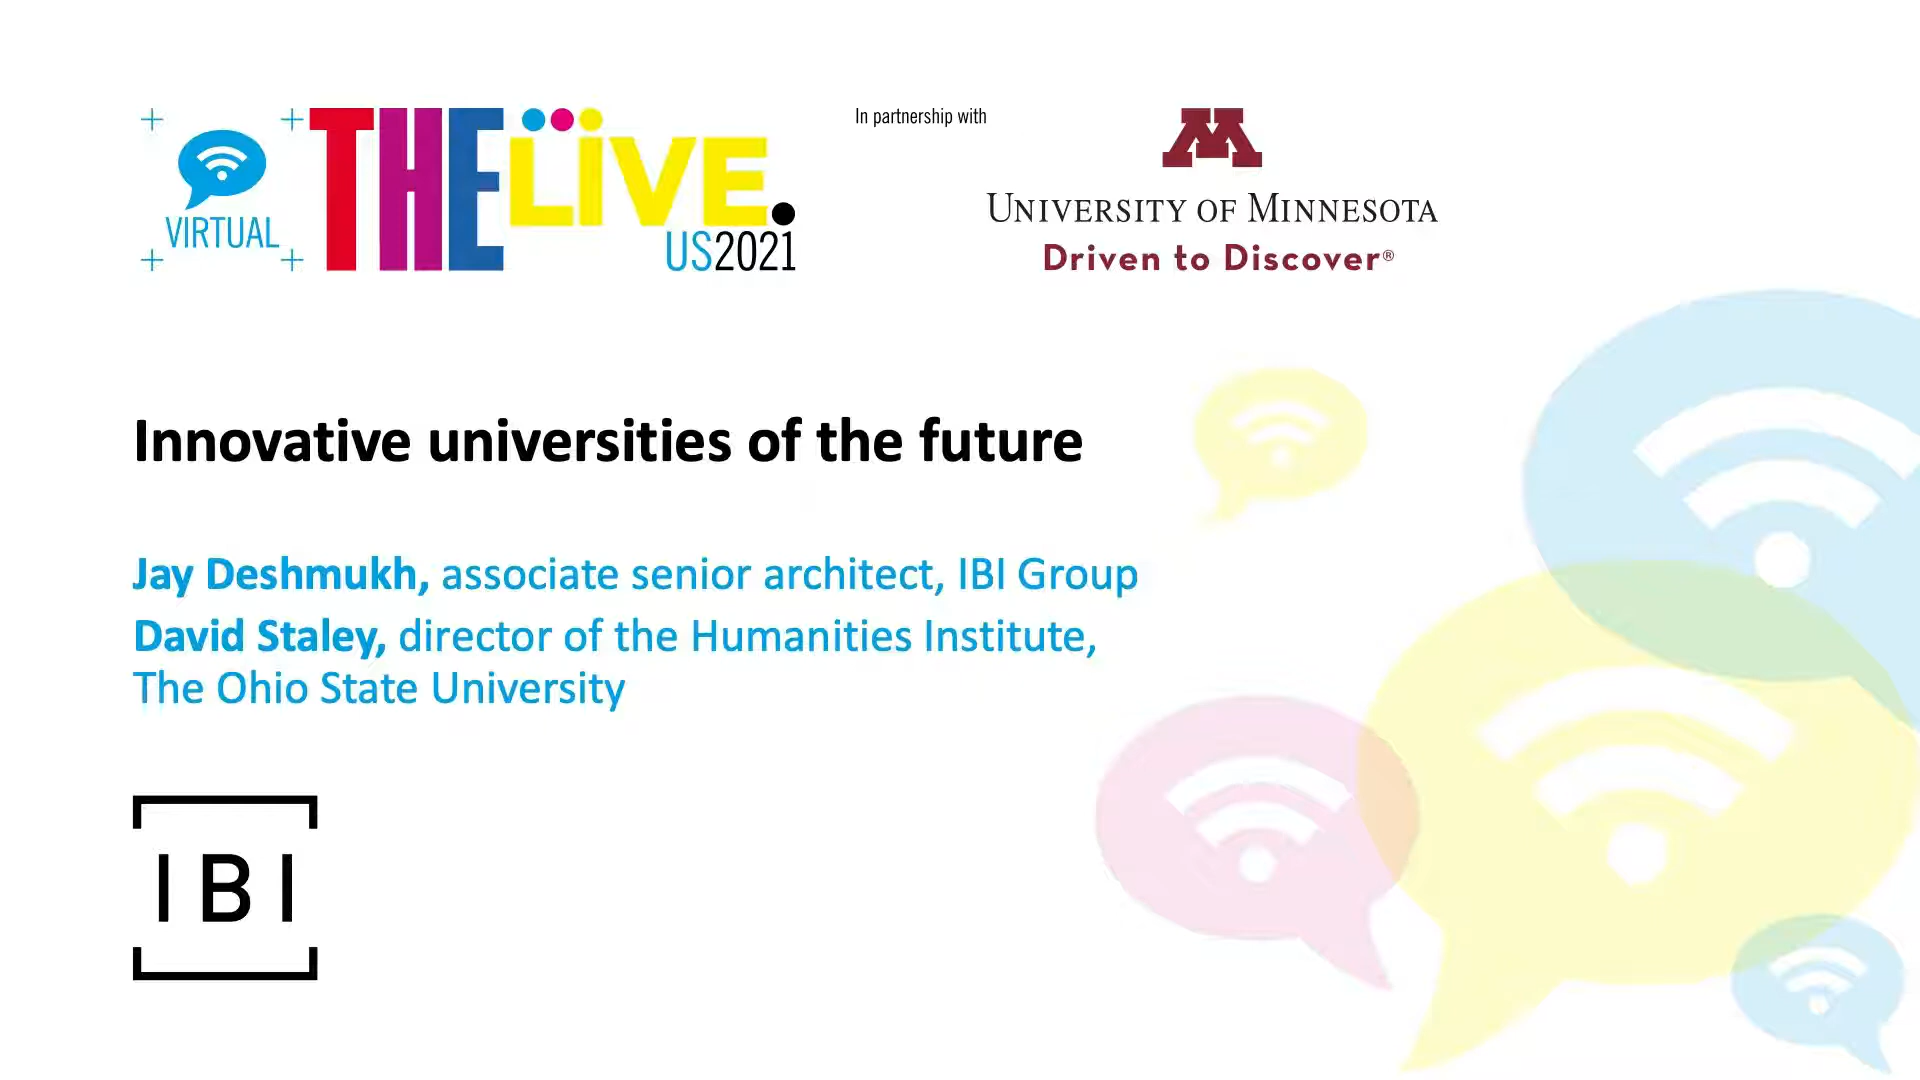 VIRTUAL
THE LIVE.
US2021
In partnership with
M
UNIVERSITY OF MINNESOTA
Driven to Discover®
Innovative universities of the future
Jay Deshmukh, associate senior architect, IBI Group
David Staley, director of the Humanities Institute,
The Ohio State University
IBI